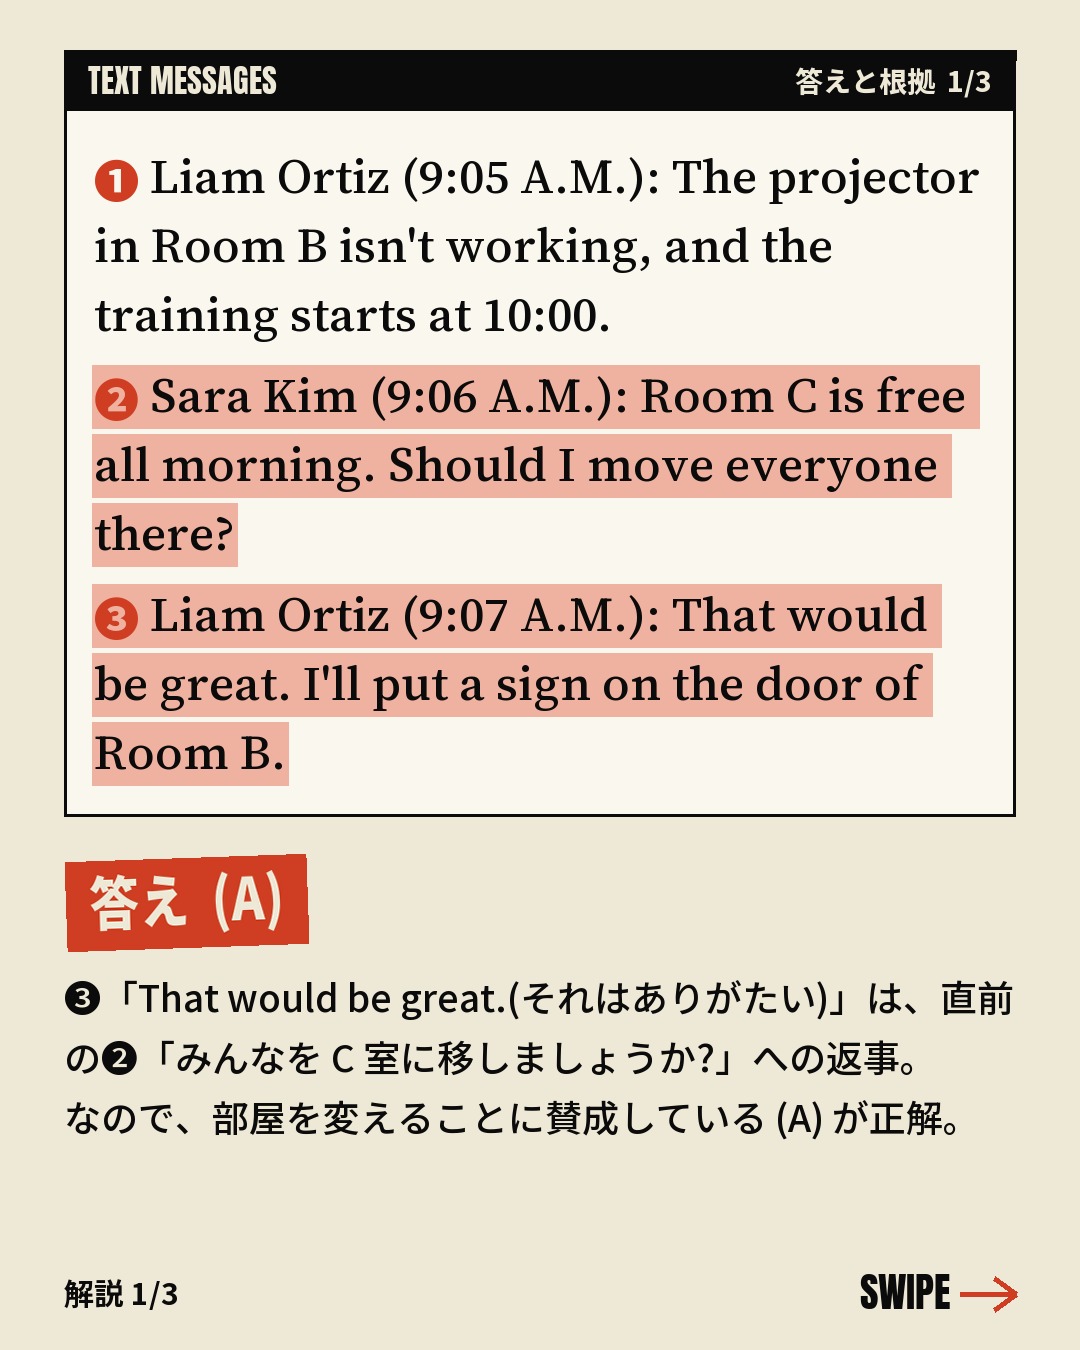 TEXT MESSAGES 答えと根拠 1/3
❶ Liam Ortiz (9:05 A.M.): The projector
in Room B isn't working, and the
training starts at 10:00.
❷ Sara Kim (9:06 A.M.): Room C is free
all morning. Should I move everyone
there?
❸ Liam Ortiz (9:07 A.M.): That would
be great. I'll put a sign on the door of
Room B.
答え (A)
❸「That would be great.(それはありがたい)」は、直前
の❷「みんなを C 室に移しましょうか?」への返事。
なので、部屋を変えることに賛成している (A) が正解。
解説 1/3 SWIPE